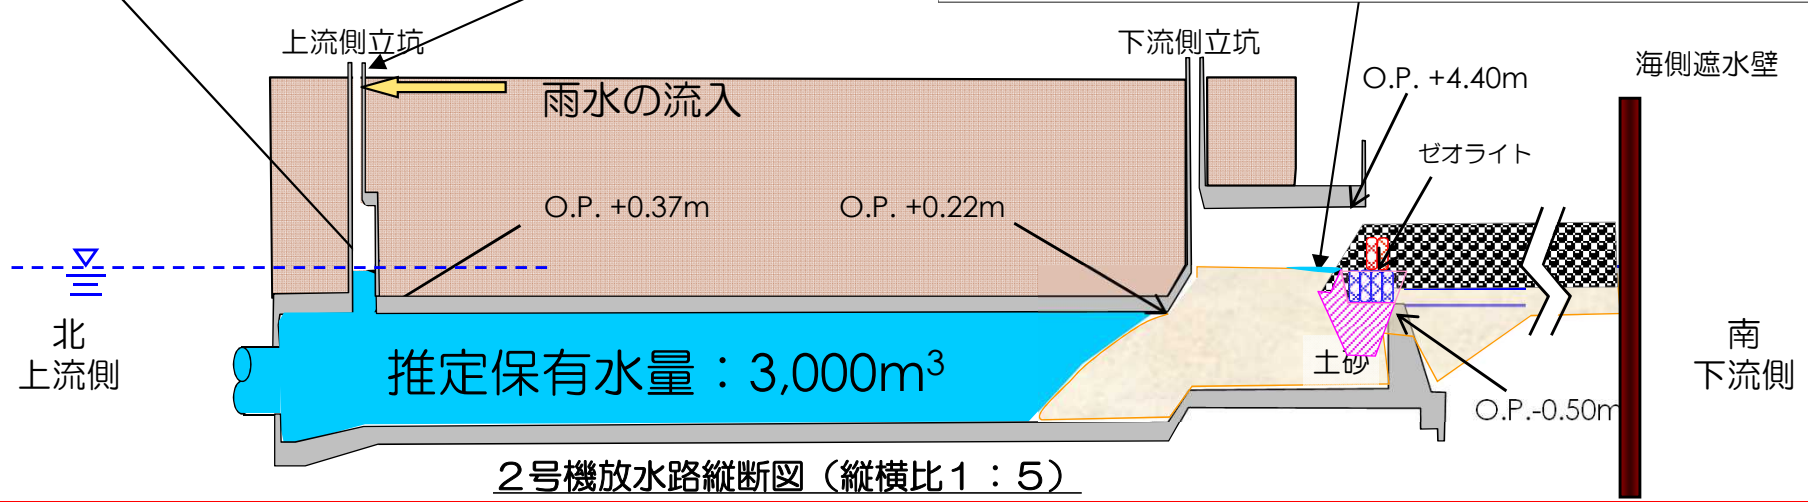 上流側立坑
下流側立坑
海側遮水壁
O.P. +4.40m
雨水の流入
ゼオライト
O.P. +0.37m
O.P. +0.22m
北
上流側
南
下流側
推定保有水量：3,000m³
土砂
O.P.-0.50m
２号機放水路縦断図（縦横比１：５）